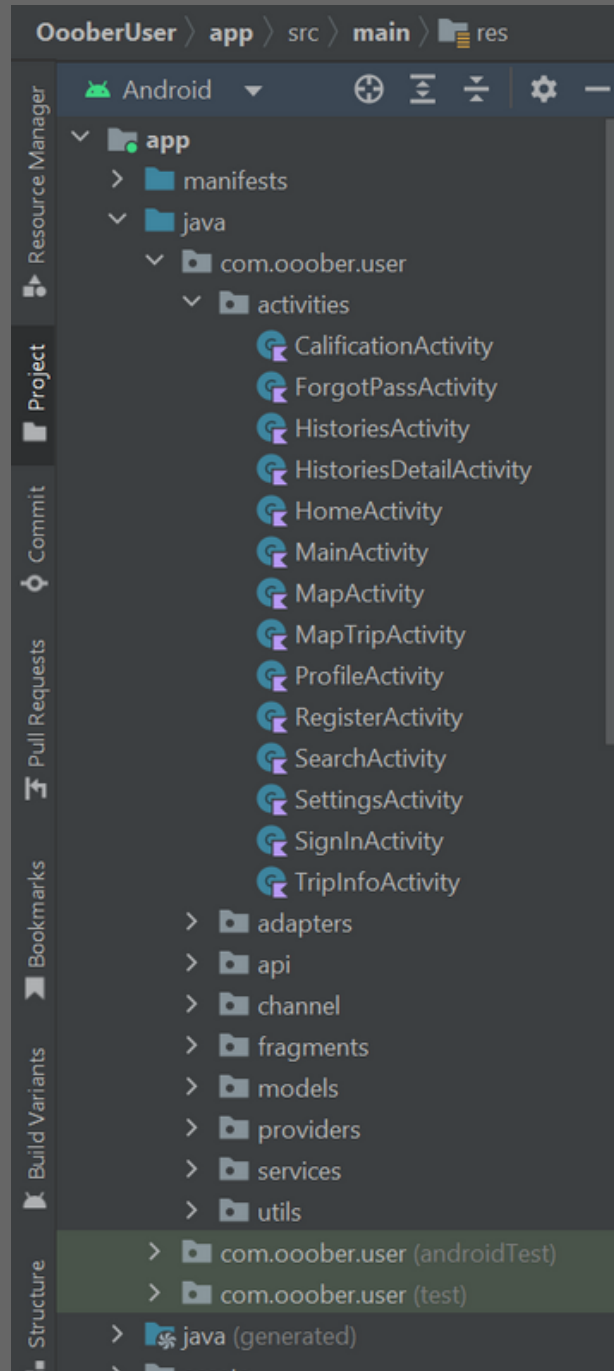 OooberUser 〉 app 〉 src 〉 main 〉 res
Android
app
manifests
java
com.ooober.user
activities
CalificationActivity
ForgotPassActivity
HistoriesActivity
HistoriesDetailActivity
HomeActivity
MainActivity
MapActivity
MapTripActivity
ProfileActivity
RegisterActivity
SearchActivity
SettingsActivity
SignInActivity
TripInfoActivity
adapters
api
channel
fragments
models
providers
services
utils
com.ooober.user (androidTest)
com.ooober.user (test)
java (generated)
Resource Manager
Project
Commit
Pull Requests
Bookmarks
Build Variants
Structure